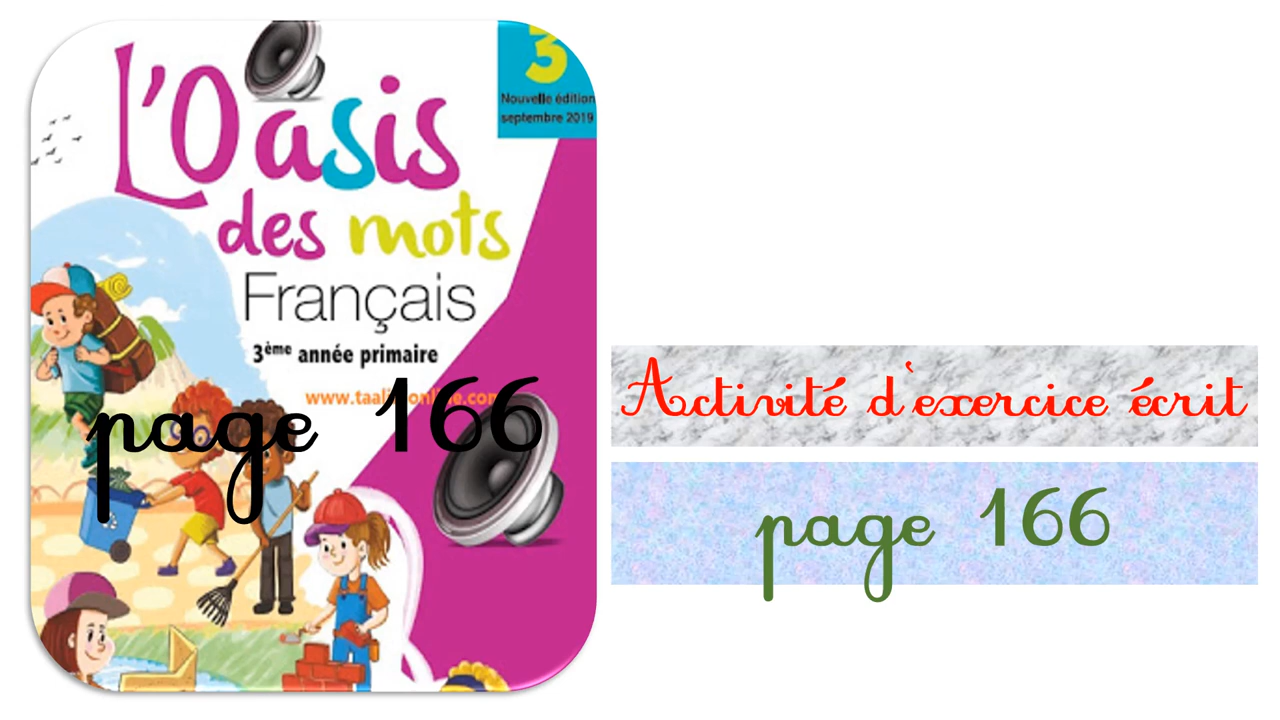 3
Nouvelle édition
septembre 2019
L'Oasis
des mots
Français
3ème année primaire
page 166
Activité d'exercice écrit
page 166